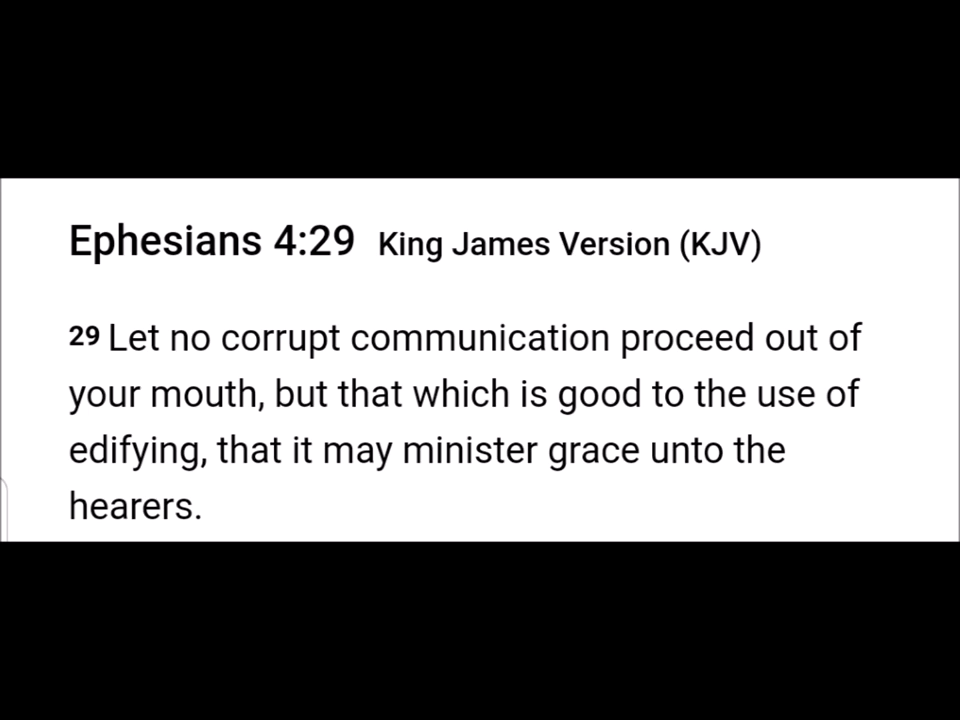 Ephesians 4:29 King James Version (KJV)
29 Let no corrupt communication proceed out of
your mouth, but that which is good to the use of
edifying, that it may minister grace unto the
hearers.